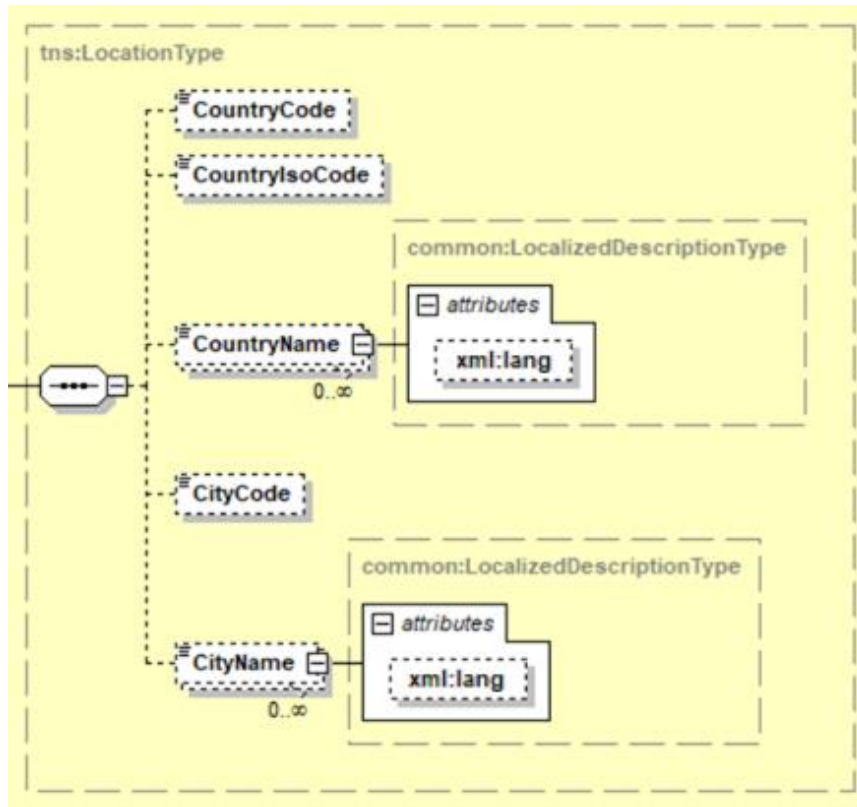 tns:LocationType
CountryCode
CountryIsoCode
common:LocalizedDescriptionType
attributes
CountryName
xml:lang
0..∞
CityCode
common:LocalizedDescriptionType
attributes
CityName
xml:lang
0..∞